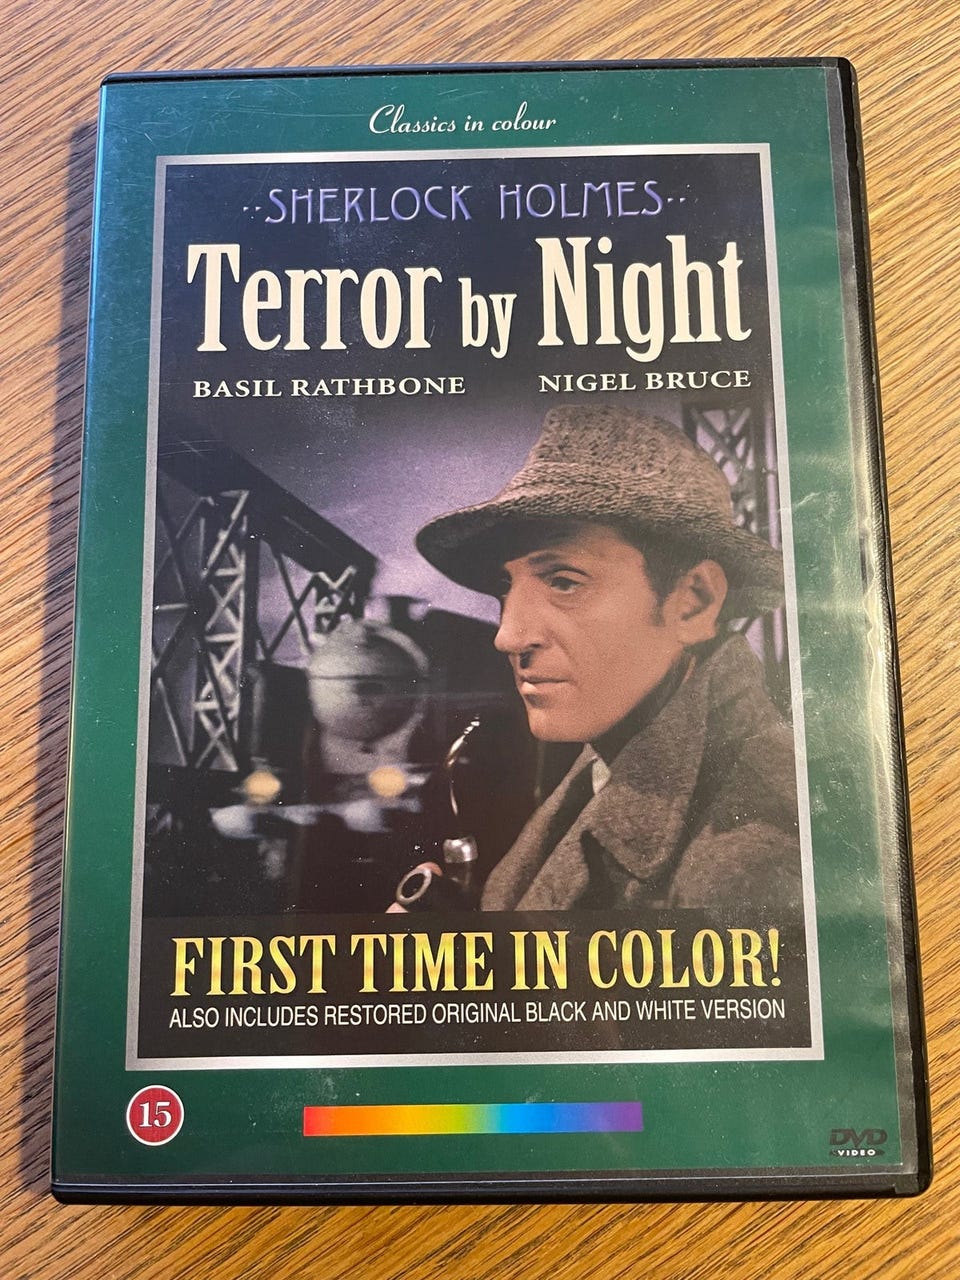 Classics in colour
··SHERLOCK HOLMES··
Terror by Night
BASIL RATHBONE NIGEL BRUCE
FIRST TIME IN COLOR!
ALSO INCLUDES RESTORED ORIGINAL BLACK AND WHITE VERSION
15
DVD
VIDEO